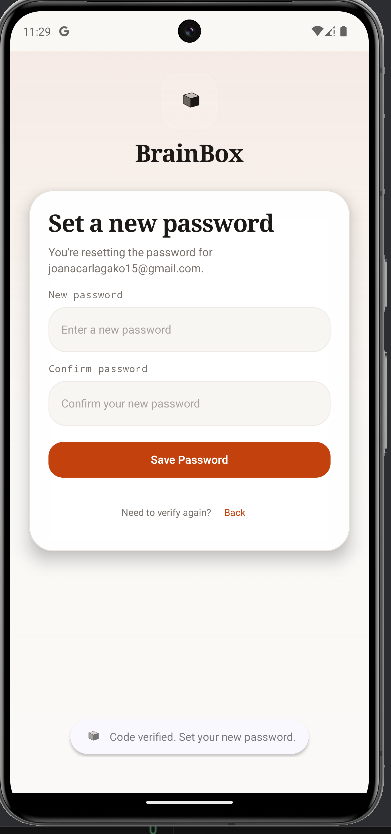 11:29 G
BrainBox
Set a new password
You're resetting the password for
joanacarlagako15@gmail.com.
New password
Enter a new password
Confirm password
Confirm your new password
Save Password
Need to verify again? Back
Code verified. Set your new password.